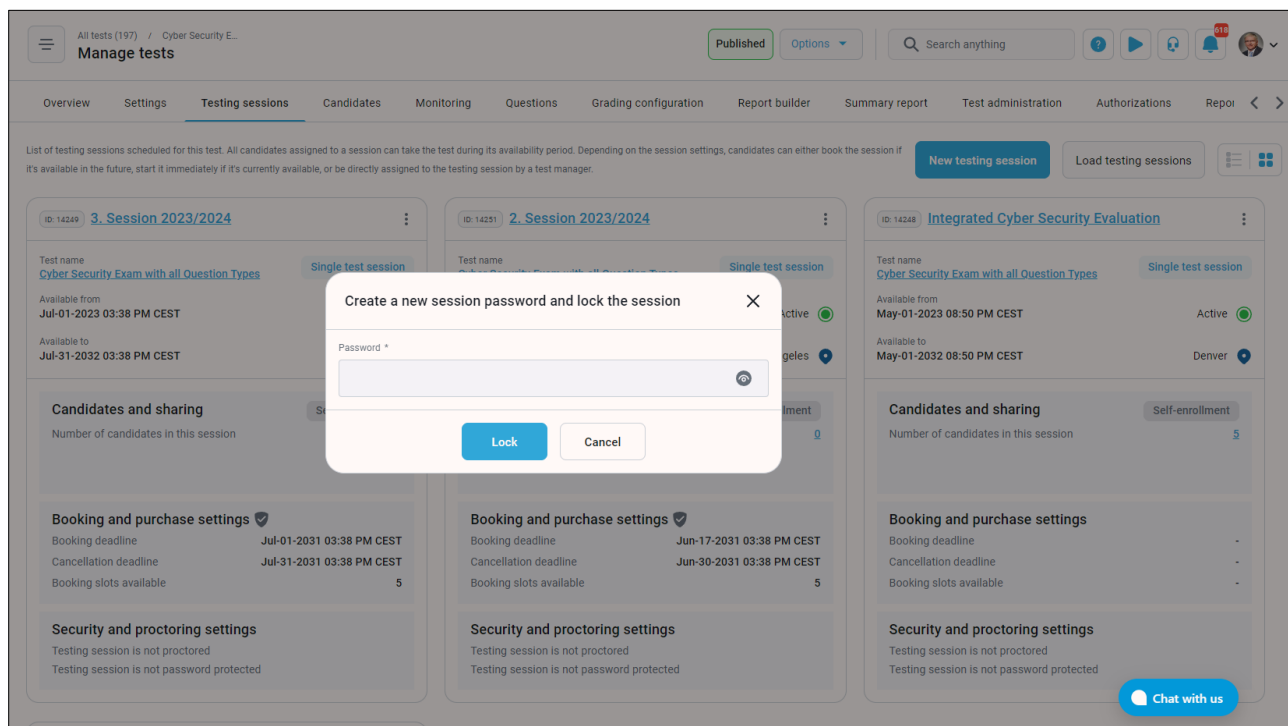 All tests (197) / Cyber Security E...
Manage tests
Published
Options
Search anything
618
Overview
Settings
Testing sessions
Candidates
Monitoring
Questions
Grading configuration
Report builder
Summary report
Test administration
Authorizations
Repor
List of testing sessions scheduled for this test. All candidates assigned to a session can take the test during its availability period. Depending on the session settings, candidates can either book the session if
it's available in the future, start it immediately if it's currently available, or be directly assigned to the testing session by a test manager.
New testing session
Load testing sessions
ID: 14249 3. Session 2023/2024
Test name
Cyber Security Exam with all Question Types
Single test session
Available from
Jul-01-2023 03:38 PM CEST
Available to
Jul-31-2032 03:38 PM CEST
Candidates and sharing
Number of candidates in this session
Booking and purchase settings
Booking deadline Jul-01-2031 03:38 PM CEST
Cancellation deadline Jul-31-2031 03:38 PM CEST
Booking slots available 5
Security and proctoring settings
Testing session is not proctored
Testing session is not password protected
ID: 14251 2. Session 2023/2024
Test name
Single test session
Active
geles
lment
0
Booking and purchase settings
Booking deadline Jun-17-2031 03:38 PM CEST
Cancellation deadline Jun-30-2031 03:38 PM CEST
Booking slots available 5
Security and proctoring settings
Testing session is not proctored
Testing session is not password protected
ID: 14248 Integrated Cyber Security Evaluation
Test name
Cyber Security Exam with all Question Types
Single test session
Available from
May-01-2023 08:50 PM CEST
Active
Available to
May-01-2032 08:50 PM CEST
Denver
Candidates and sharing
Self-enrollment
Number of candidates in this session 5
Booking and purchase settings
Booking deadline -
Cancellation deadline -
Booking slots available -
Security and proctoring settings
Testing session is not proctored
Testing session is not password protected
Create a new session password and lock the session
Password *
Lock
Cancel
Chat with us